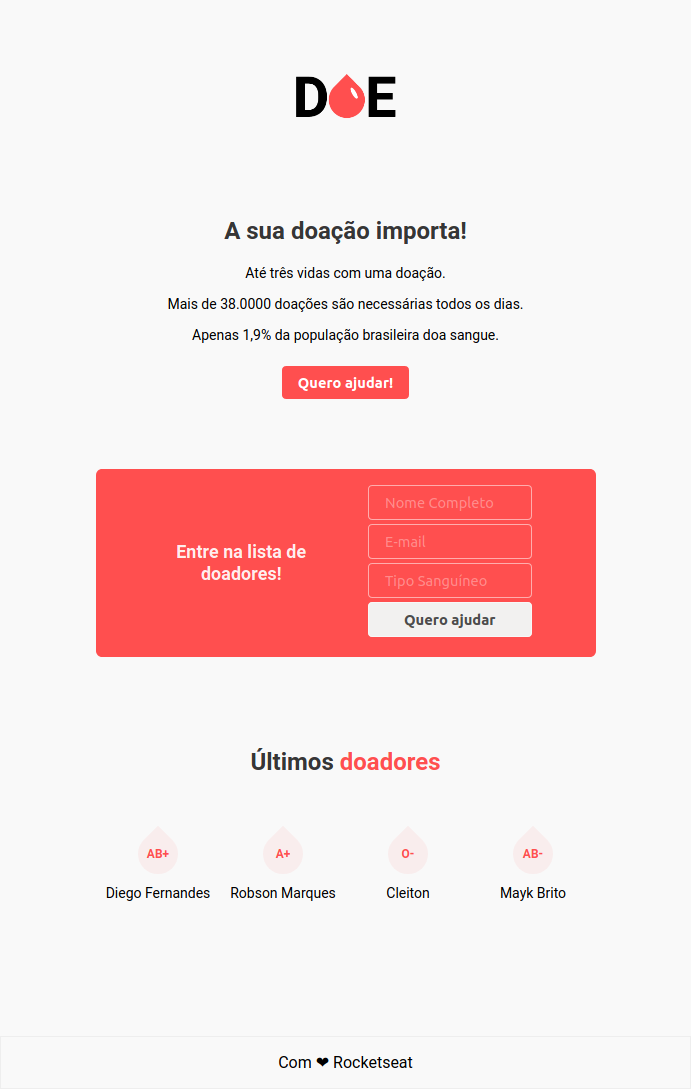 DOE
A sua doação importa!
Até três vidas com uma doação.
Mais de 38.0000 doações são necessárias todos os dias.
Apenas 1,9% da população brasileira doa sangue.
Quero ajudar!
Entre na lista de
doadores!
Nome Completo
E-mail
Tipo Sanguíneo
Quero ajudar
Últimos doadores
AB+
Diego Fernandes
A+
Robson Marques
O-
Cleiton
AB-
Mayk Brito
Com ❤ Rocketseat